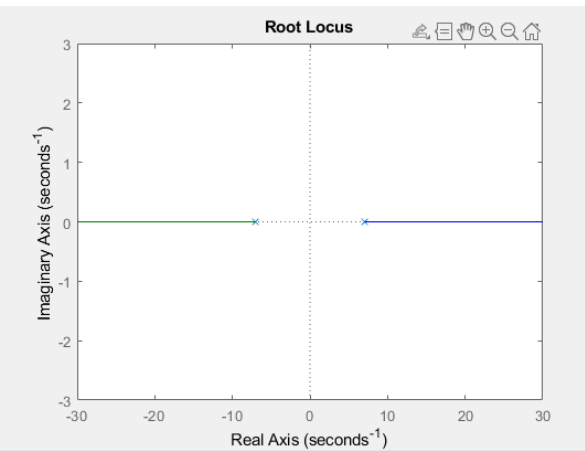 Root Locus
3
2
1
0
-1
-2
-3
Imaginary Axis (seconds⁻¹)
-30 -20 -10 0 10 20 30
Real Axis (seconds⁻¹)